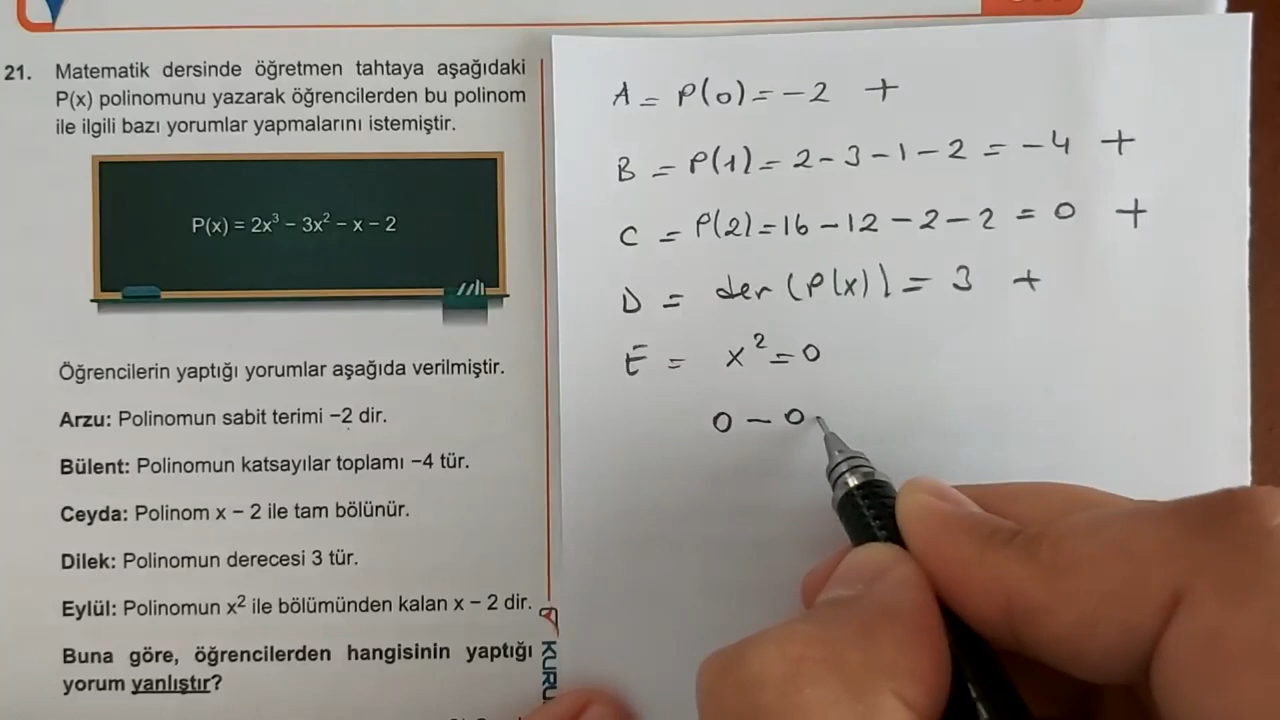 21. Matematik dersinde öğretmen tahtaya aşağıdaki
P(x) polinomunu yazarak öğrencilerden bu polinom
ile ilgili bazı yorumlar yapmalarını istemiştir.
P(x) = 2x³ – 3x² – x – 2
Öğrencilerin yaptığı yorumlar aşağıda verilmiştir.
Arzu: Polinomun sabit terimi –2 dir.
Bülent: Polinomun katsayılar toplamı –4 tür.
Ceyda: Polinom x – 2 ile tam bölünür.
Dilek: Polinomun derecesi 3 tür.
Eylül: Polinomun x² ile bölümünden kalan x – 2 dir.
Buna göre, öğrencilerden hangisinin yaptığı
yorum yanlıştır?
A = P(0) = -2 +
B = P(1) = 2 - 3 - 1 - 2 = -4 +
C = P(2) = 16 - 12 - 2 - 2 = 0 +
D = der (P(x)) = 3 +
E = x² = 0
0 - 0